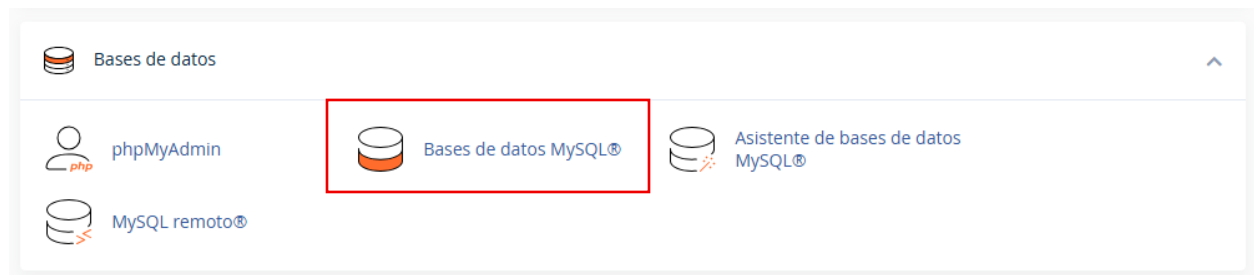 Bases de datos
phpMyAdmin
php
Bases de datos MySQL®
Asistente de bases de datos
MySQL®
MySQL remoto®